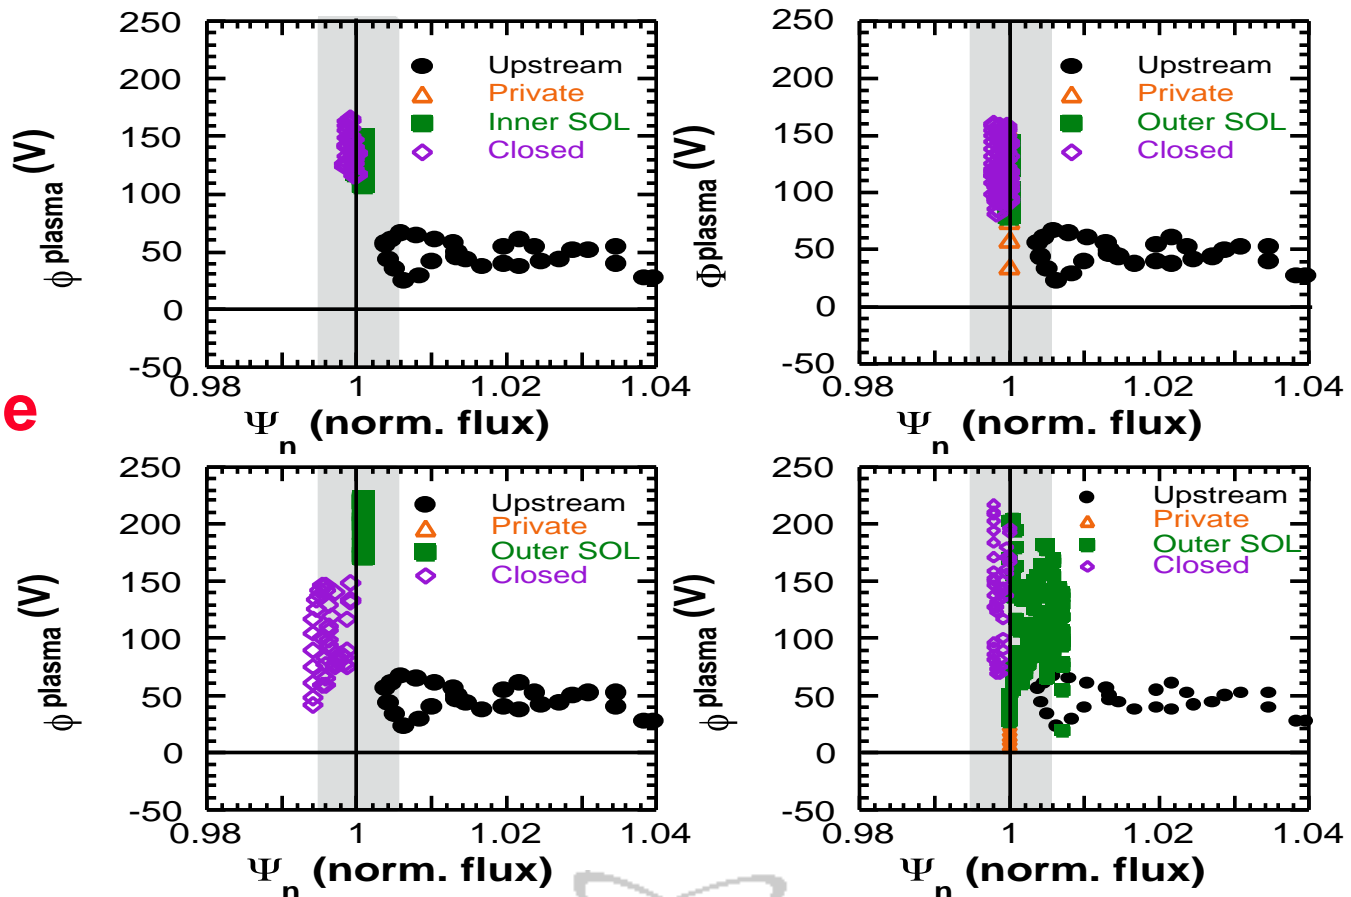 250
200
150
100
50
0
-50
ϕ plasma (V)
Upstream
Private
Inner SOL
Closed
0.98 1 1.02 1.04
Ψn (norm. flux)
250
200
150
100
50
0
-50
Φplasma (V)
Upstream
Private
Outer SOL
Closed
0.98 1 1.02 1.04
Ψn (norm. flux)
e
250
200
150
100
50
0
-50
ϕ plasma (V)
Upstream
Private
Outer SOL
Closed
0.98 1 1.02 1.04
Ψn (norm. flux)
250
200
150
100
50
0
-50
ϕ plasma (V)
Upstream
Private
Outer SOL
Closed
0.98 1 1.02 1.04
Ψn (norm. flux)